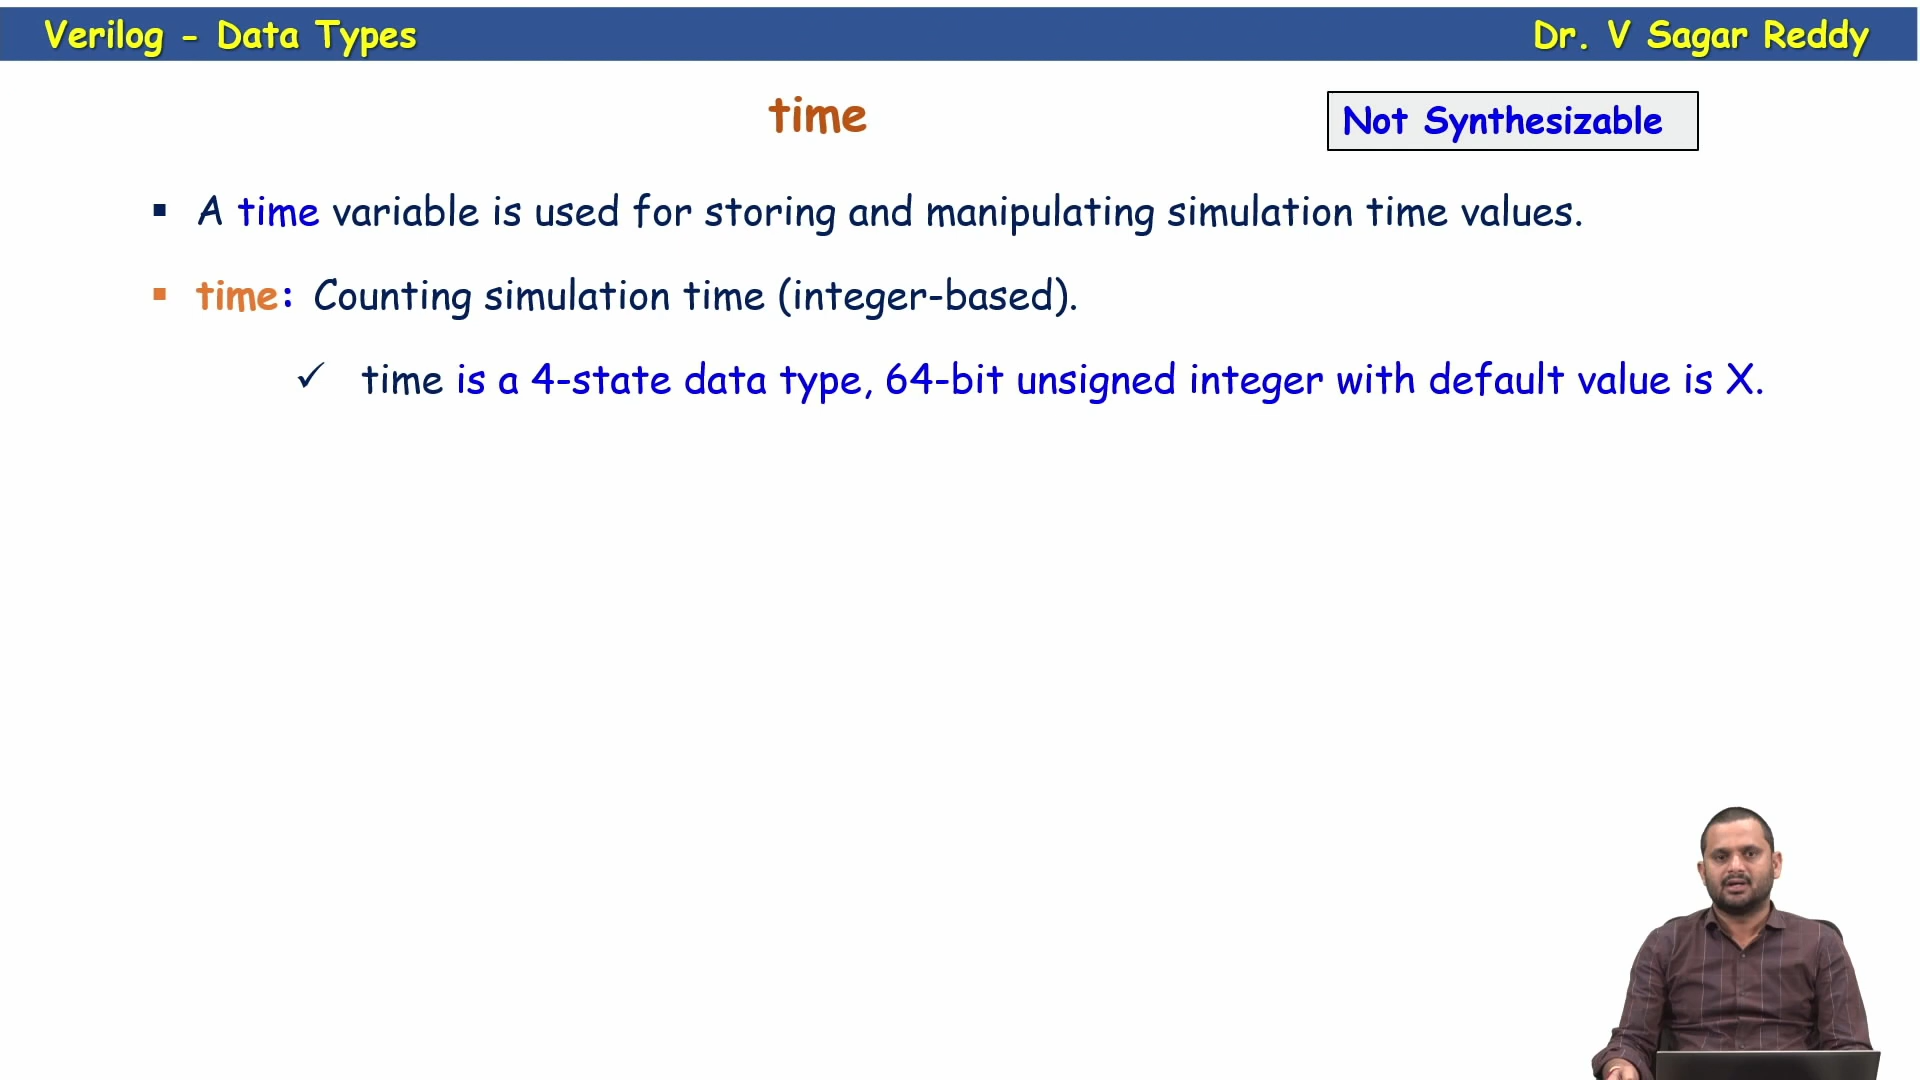 Verilog - Data Types
Dr. V Sagar Reddy
time
Not Synthesizable
▪ A time variable is used for storing and manipulating simulation time values.
▪ time: Counting simulation time (integer-based).
✓ time is a 4-state data type, 64-bit unsigned integer with default value is X.